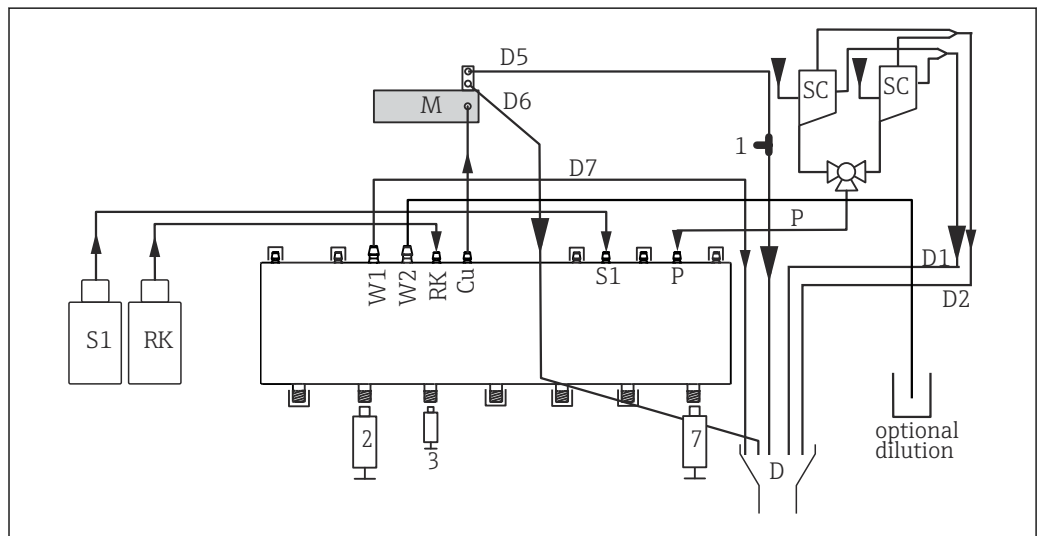 D5
M
D6
SC
SC
1
D7
P
W1
W2
RK
Cu
S1
P
D1
D2
S1
RK
2
3
7
D
optional
dilution